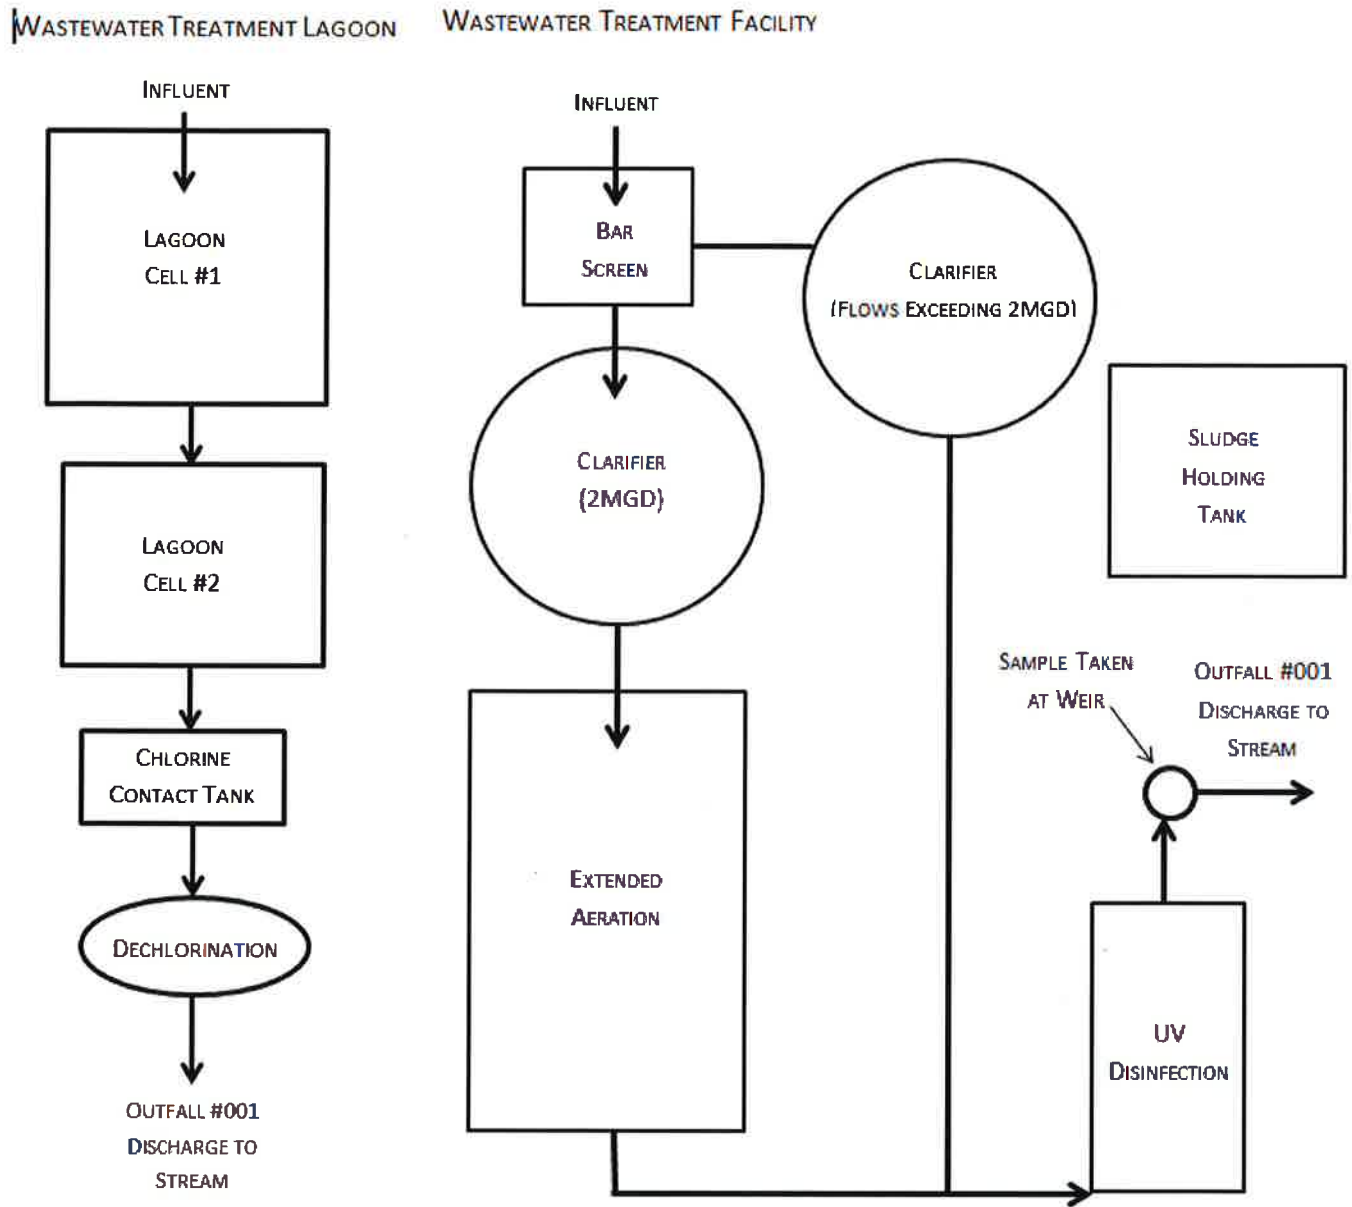 WASTEWATER TREATMENT LAGOON
INFLUENT
LAGOON
CELL #1
LAGOON
CELL #2
CHLORINE
CONTACT TANK
DECHLORINATION
OUTFALL #001
DISCHARGE TO
STREAM
WASTEWATER TREATMENT FACILITY
INFLUENT
BAR
SCREEN
CLARIFIER
(FLOWS EXCEEDING 2MGD)
CLARIFIER
(2MGD)
EXTENDED
AERATION
SLUDGE
HOLDING
TANK
SAMPLE TAKEN
AT WEIR
OUTFALL #001
DISCHARGE TO
STREAM
UV
DISINFECTION